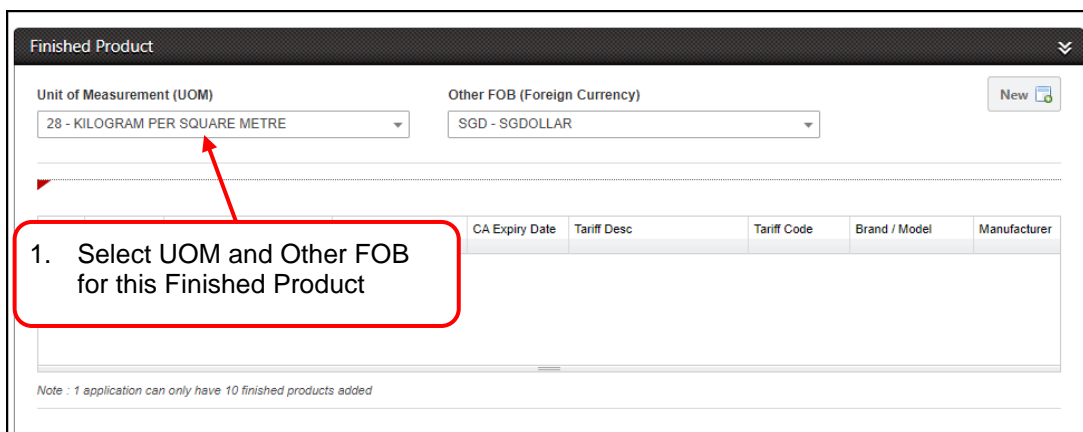 Finished Product
Unit of Measurement (UOM) Other FOB (Foreign Currency) New
28 - KILOGRAM PER SQUARE METRE SGD - SGDOLLAR
CA Expiry Date Tariff Desc Tariff Code Brand / Model Manufacturer
1. Select UOM and Other FOB
for this Finished Product
Note : 1 application can only have 10 finished products added